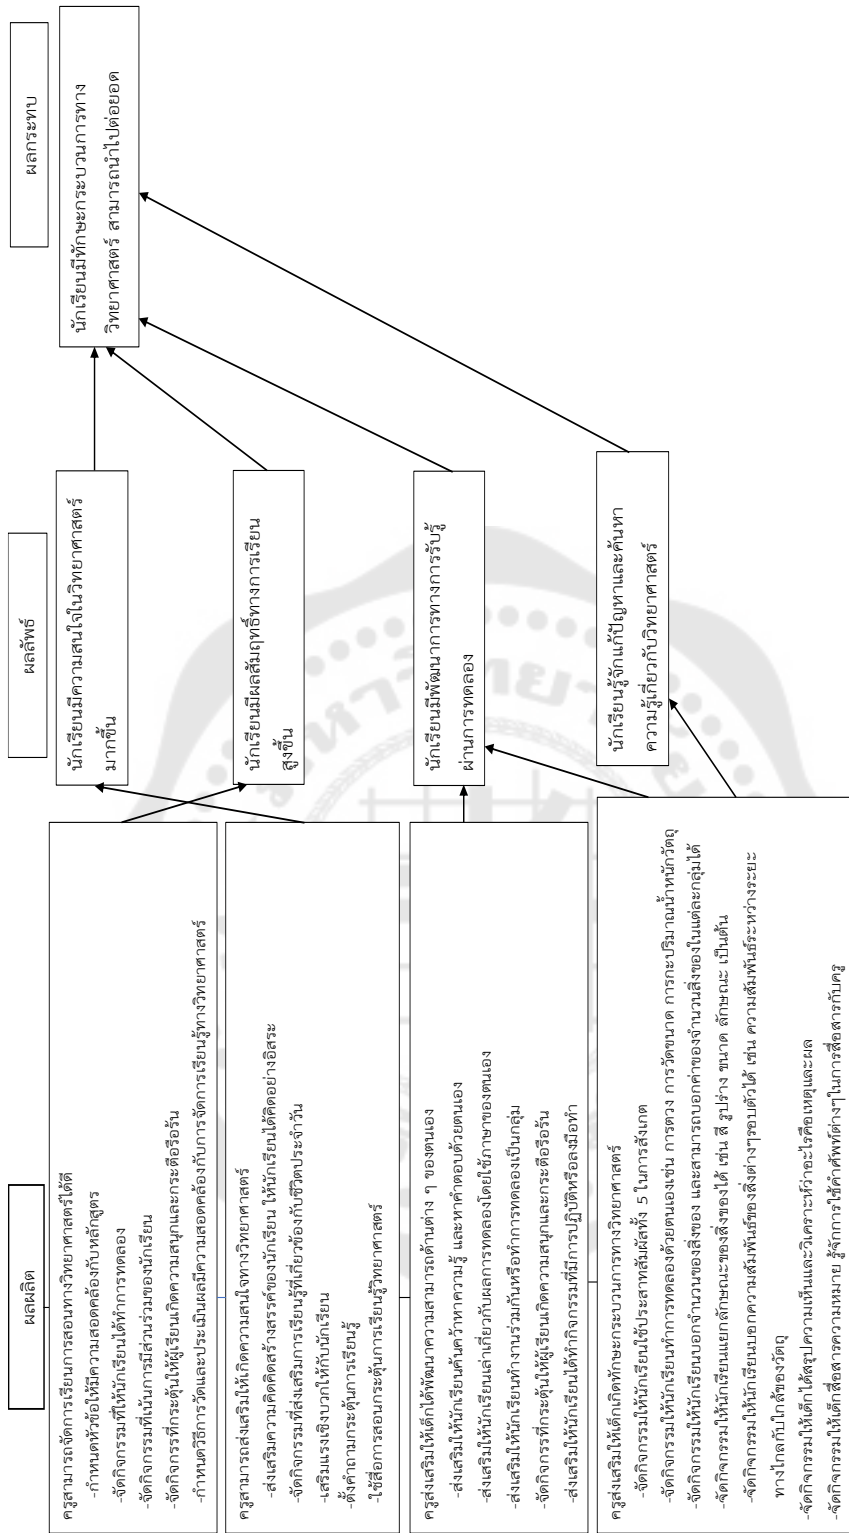 ผลผลิต
ผลลัพธ์
ผลกระทบ
ครูสามารถจัดการเรียนการสอนทางวิทยาศาสตร์ได้ดี
-กำหนดหัวข้อให้มีความสอดคล้องกับหลักสูตร
-จัดกิจกรรมที่ให้นักเรียนได้ทำการทดลอง
-จัดกิจกรรมที่เน้นการมีส่วนร่วมของนักเรียน
-จัดกิจกรรที่กระตุ้นให้ผู้เรียนเกิดความสนุกและกระตือรือร้น
-กำหนดวิธีการวัดและประเมินผลมีความสอดคล้องกับการจัดการเรียนรู้ทางวิทยาศาสตร์
ครูสามารถส่งเสริมให้เกิดความสนใจทางวิทยาศาสตร์
-ส่งเสริมความคิดคิดสร้างสรรค์ของนักเรียน ให้นักเรียนได้คิดอย่างอิสระ
-จัดกิจกรรมที่ส่งเสริมการเรียนรู้ที่เกี่ยวข้องกับชีวิตประจำวัน
-เสริมแรงเชิงบวกให้กับนักเรียน
-ตั้งคำถามกระตุ้นการเรียนรู้
-ใช้สื่อการสอนกระตุ้นการเรียนรู้วิทยาศาสตร์
ครูส่งเสริมให้เด็กได้พัฒนาความสามารถด้านต่าง ๆ ของตนเอง
-ส่งเสริมให้นักเรียนค้นคว้าหาความรู้ และหาคำตอบด้วยตนเอง
-ส่งเสริมให้นักเรียนเล่าเกี่ยวกับผลการทดลองโดยใช้ภาษาของตนเอง
-ส่งเสริมให้นักเรียนทำงานร่วมกันหรือทำการทดลองเป็นกลุ่ม
-จัดกิจกรรที่กระตุ้นให้ผู้เรียนเกิดความสนุกและกระตือรือร้น
ส่งเสริมให้นักเรียนได้ทำกิจกรรมที่มีการปฏิบัติหรือลงมือทำ
ครูส่งเสริมให้เด็กเกิดทักษะกระบวนการทางวิทยาศาสตร์
-จัดกิจกรรมให้นักเรียนใช้ประสาทสัมผัสทั้ง 5 ในการสังเกต
-จัดกิจกรรมให้นักเรียนทำการทดลองด้วยตนเองเช่น การตวง การวัดขนาด การกะปริมาณน้ำหนักวัตถุ
-จัดกิจกรรมให้นักเรียนบอกจำนวนของสิ่งของ และสามารถบอกค่าของจำนวนสิ่งของในแต่ละกลุ่มได้
-จัดกิจกรรมให้นักเรียนแยกลักษณะของสิ่งของได้ เช่น สี รูปร่าง ขนาด ลักษณะ เป็นต้น
-จัดกิจกรรมให้นักเรียนบอกความสัมพันธ์ของสิ่งต่างๆรอบตัวได้ เช่น ความสัมพันธ์ระหว่างระยะ
ทางไกลกับใกล้ของวัตถุ
-จัดกิจกรรมให้เด็กได้สรุปความเห็นและวิเคราะห์ว่าอะไรคือเหตุและผล
-จัดกิจกรรมให้เด็กสื่อสารความหมาย รู้จักการใช้คำศัพท์ต่างๆในการสื่อสารกับครู
นักเรียนมีความสนใจในวิทยาศาสตร์
มากขึ้น
นักเรียนมีผลสัมฤทธิ์ทางการเรียน
สูงขึ้น
นักเรียนมีพัฒนาการทางการรับรู้
ผ่านการทดลอง
นักเรียนรู้จักแก้ปัญหาและค้นหา
ความรู้เกี่ยวกับวิทยาศาสตร์
นักเรียนมีทักษะกระบวนการทาง
วิทยาศาสตร์ สามารถนำไปต่อยอด